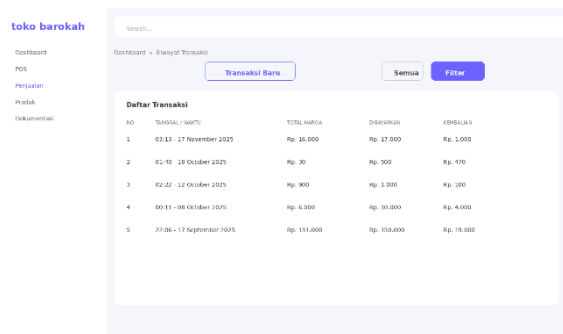 toko barokah
Search...
Dashboard
POS
Penjualan
Produk
Dokumentasi
Dashboard » Riwayat Transaksi
Transaksi Baru
Semua
Filter
Daftar Transaksi
NO TANGGAL / WAKTU TOTAL HARGA DIBAYARKAN KEMBALIAN
1 03:13 - 17 November 2025 Rp. 16.000 Rp. 17.000 Rp. 1.000
2 01:40 - 18 October 2025 Rp. 30 Rp. 500 Rp. 470
3 02:22 - 12 October 2025 Rp. 900 Rp. 1.000 Rp. 100
4 00:11 - 08 October 2025 Rp. 6.000 Rp. 10.000 Rp. 4.000
5 22:06 - 17 September 2025 Rp. 131.000 Rp. 150.000 Rp. 19.000